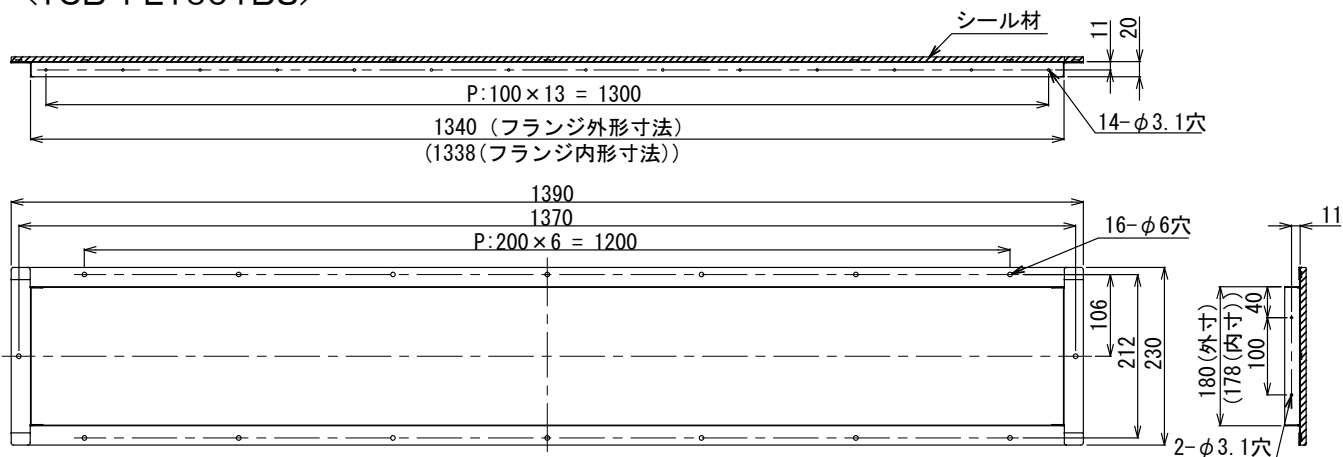 シール材
11
20
P:100×13 = 1300
14-φ3.1穴
1340 (フランジ外形寸法)
(1338(フランジ内形寸法))
1390
1370
P:200×6 = 1200
16-φ6穴
11
106
212
230
180(外寸)
(178(内寸))
40
100
2-φ3.1穴